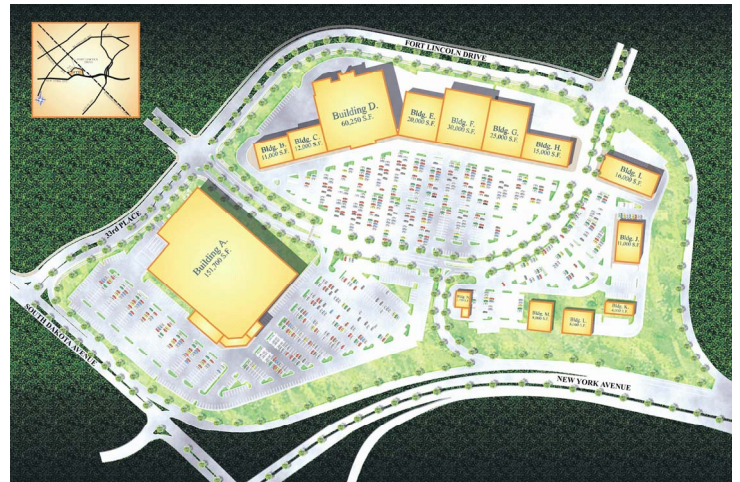 FORT LINCOLN DRIVE
Building D.
60,250 S.F.
Bldg. E.
20,000 S.F.
Bldg. F.
30,000 S.F.
Bldg. G.
25,000 S.F.
Bldg. H.
15,000 S.F.
Bldg. C.
12,000 S.F.
Bldg. B.
11,000 S.F.
Bldg. I.
16,000 S.F.
33rd PLACE
Building A.
151,700 S.F.
Bldg. J.
11,000 S.F.
Bldg. K.
Bldg. L.
Bldg. M.
SOUTH DAKOTA AVENUE
NEW YORK AVENUE